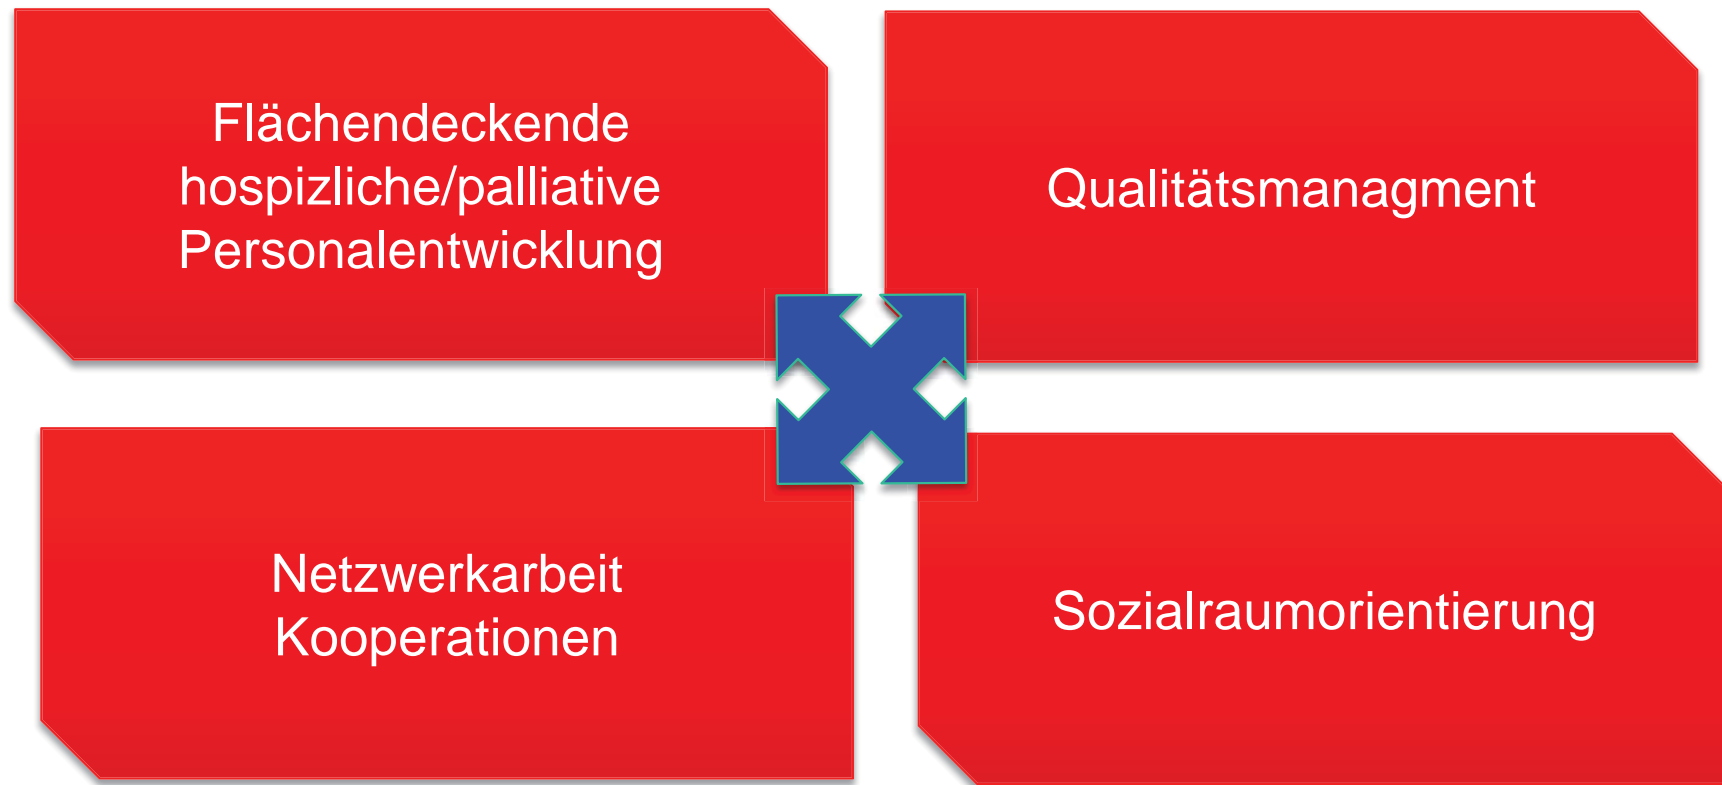 Flächendeckende
hospizliche/palliative
Personalentwicklung
Qualitätsmanagment
Netzwerkarbeit
Kooperationen
Sozialraumorientierung